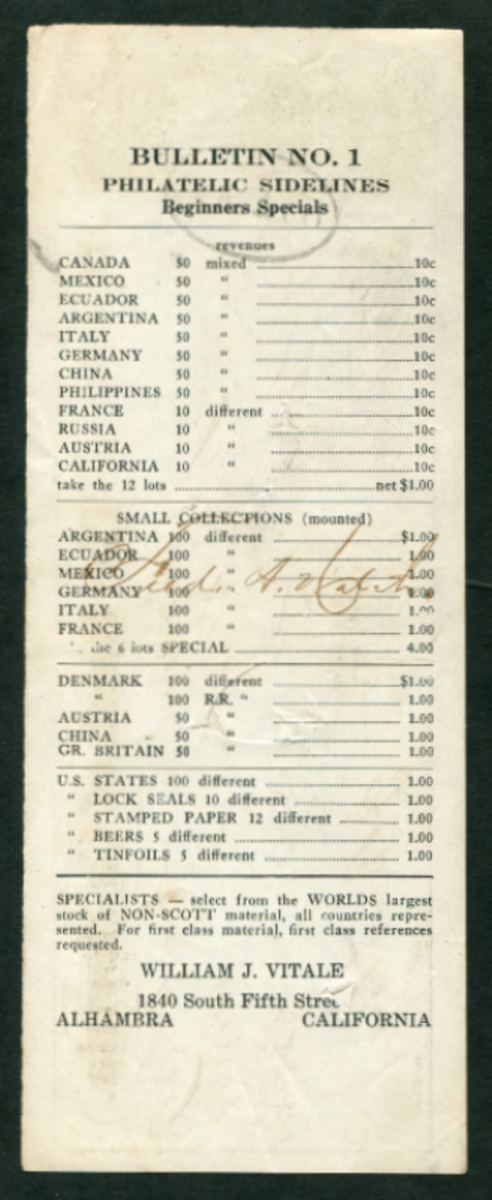 BULLETIN NO. 1
PHILATELIC SIDELINES
Beginners Specials
revenues
CANADA 50 mixed 10c
MEXICO 50 " 10c
ECUADOR 50 " 10c
ARGENTINA 50 " 10c
ITALY 50 " 10c
GERMANY 50 " 10c
CHINA 50 " 10c
PHILIPPINES 50 " 10c
FRANCE 10 different 10c
RUSSIA 10 " 10c
AUSTRIA 10 " 10c
CALIFORNIA 10 " 10c
take the 12 lots net $1.00
SMALL COLLECTIONS (mounted)
ARGENTINA 100 different $1.00
ECUADOR 100 " 1.00
MEXICO 100 " 1.00
GERMANY 100 " 1.00
ITALY 100 " 1.00
FRANCE 100 " 1.00
the 6 lots SPECIAL 4.00
DENMARK 100 different $1.00
" 100 R.R. " 1.00
AUSTRIA 50 " 1.00
CHINA 50 " 1.00
GR. BRITAIN 50 " 1.00
U.S. STATES 100 different 1.00
" LOCK SEALS 10 different 1.00
" STAMPED PAPER 12 different 1.00
" BEERS 5 different 1.00
" TINFOILS 5 different 1.00
SPECIALISTS — select from the WORLDS largest
stock of NON-SCOTT material, all countries repre-
sented. For first class material, first class references
requested.
WILLIAM J. VITALE
1840 South Fifth Street
ALHAMBRA CALIFORNIA